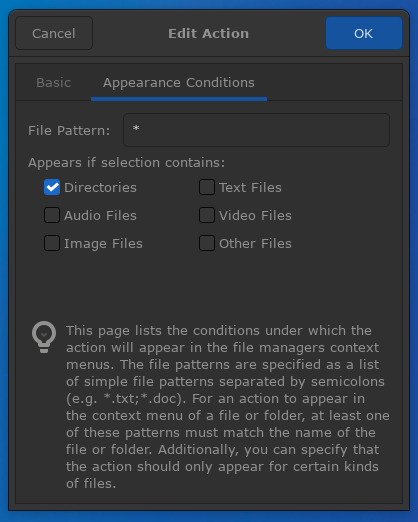 Cancel Edit Action OK
Basic Appearance Conditions
File Pattern: *
Appears if selection contains:
Directories Text Files
Audio Files Video Files
Image Files Other Files
This page lists the conditions under which the
action will appear in the file managers context
menus. The file patterns are specified as a list
of simple file patterns separated by semicolons
(e.g. *.txt;*.doc). For an action to appear in
the context menu of a file or folder, at least one
of these patterns must match the name of the
file or folder. Additionally, you can specify that
the action should only appear for certain kinds
of files.